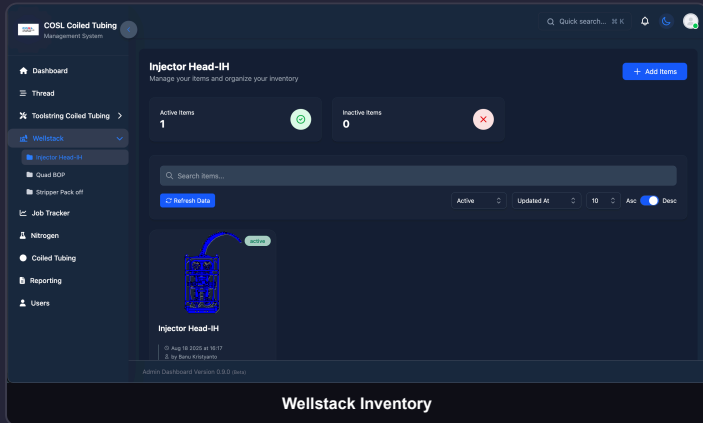 COSL Coiled Tubing
Management System
Quick search... ⌘ K
Dashboard
Thread
Toolstring Coiled Tubing
Wellstack
Injector Head-IH
Quad BOP
Stripper Pack off
Job Tracker
Nitrogen
Coiled Tubing
Reporting
Users
Injector Head-IH
Manage your items and organize your inventory
+ Add Items
Active Items
1
Inactive Items
0
Search items...
Refresh Data
Active
Updated At
10
Asc
Desc
active
Injector Head-IH
Aug 18 2025 at 16:17
by Banu Kristyanto
Admin Dashboard Version 0.9.0 (Beta)
Wellstack Inventory